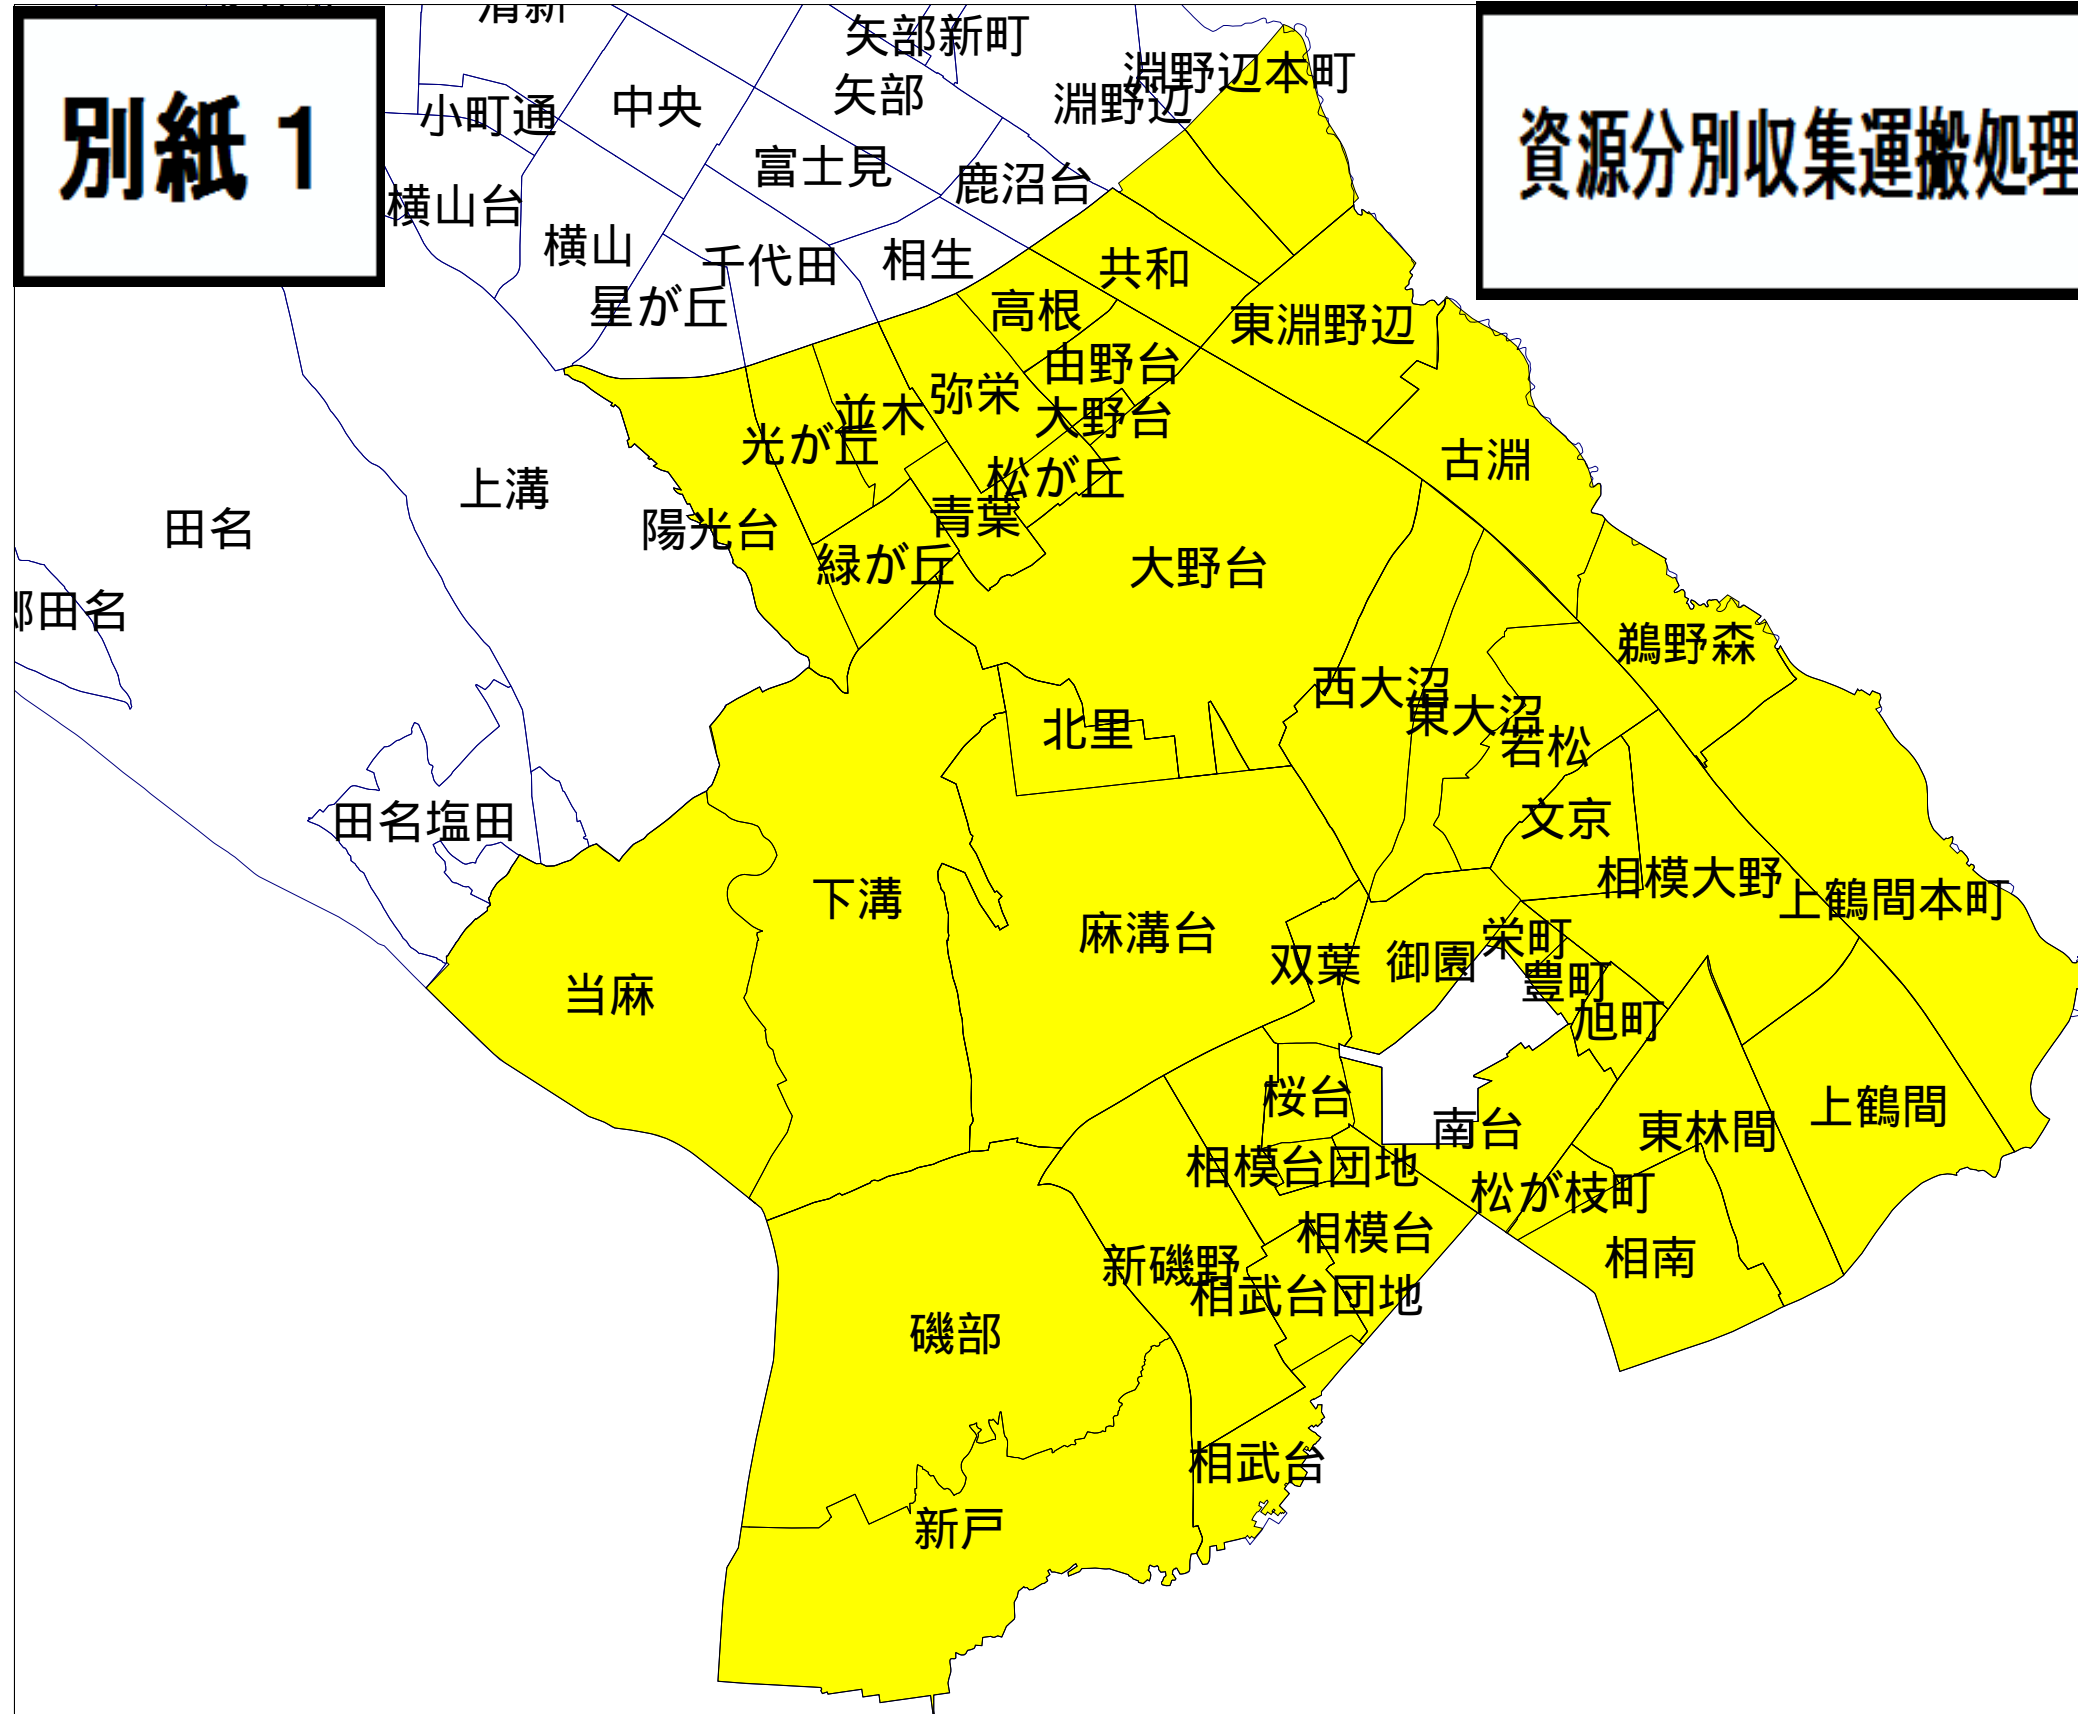 別紙１
資源分別収集運搬処理
清新
矢部新町
淵野辺本町
小町通
中央
矢部
淵野辺
富士見
鹿沼台
横山台
横山
千代田
相生
共和
星が丘
高根
東淵野辺
由野台
弥栄
並木
大野台
光が丘
古淵
上溝
松が丘
青葉
田名
陽光台
緑が丘
大野台
田名
鵜野森
西大沼
東大沼
北里
若松
田名塩田
文京
下溝
相模大野
上鶴間本町
麻溝台
双葉
御園
栄町
当麻
豊町
旭町
桜台
南台
東林間
上鶴間
相模台団地
松が枝町
相模台
新磯野
相南
相武台団地
磯部
相武台
新戸